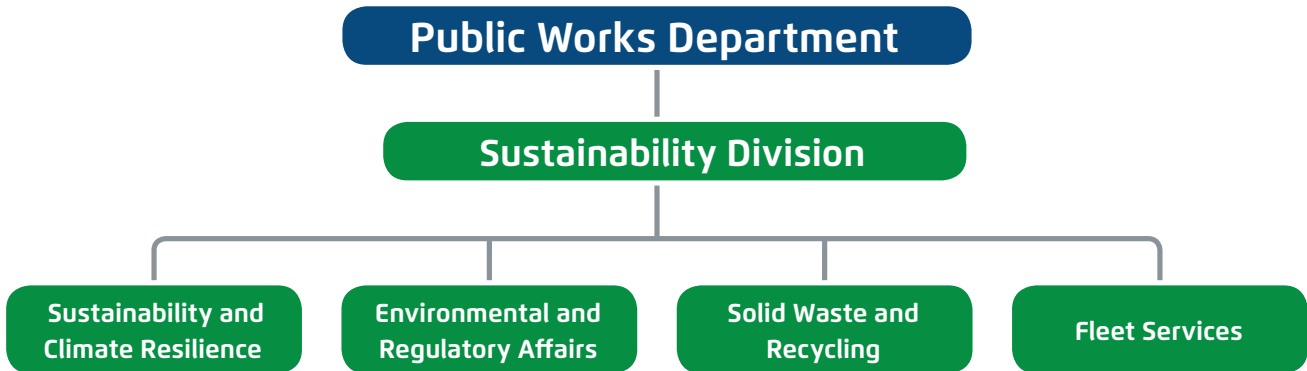 Public Works Department
Sustainability Division
Sustainability and
Climate Resilience
Environmental and
Regulatory Affairs
Solid Waste and
Recycling
Fleet Services